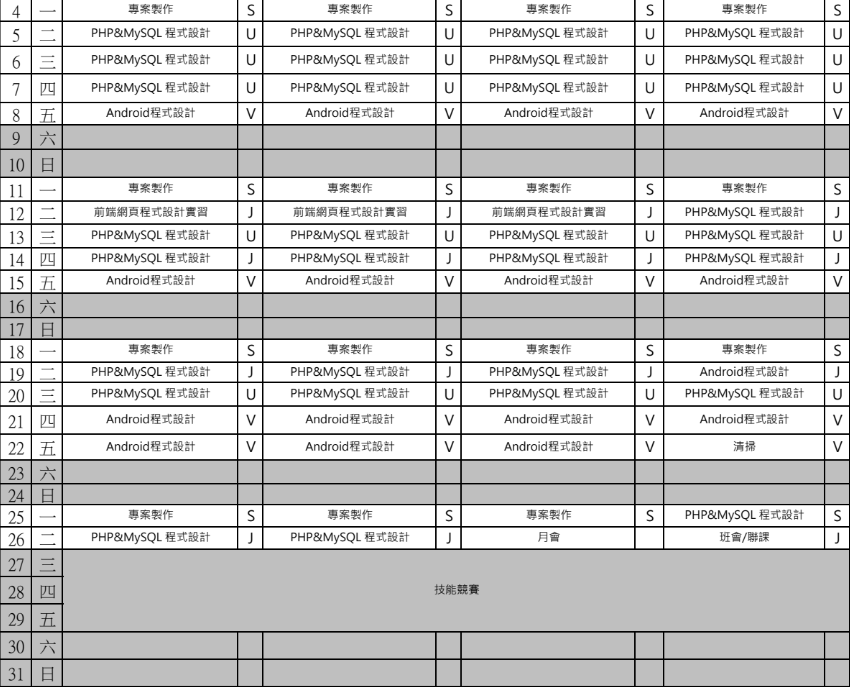 4 一 專案製作 S 專案製作 S 專案製作 S 專案製作 S
5 二 PHP&MySQL 程式設計 U PHP&MySQL 程式設計 U PHP&MySQL 程式設計 U PHP&MySQL 程式設計 U
6 三 PHP&MySQL 程式設計 U PHP&MySQL 程式設計 U PHP&MySQL 程式設計 U PHP&MySQL 程式設計 U
7 四 PHP&MySQL 程式設計 U PHP&MySQL 程式設計 U PHP&MySQL 程式設計 U PHP&MySQL 程式設計 U
8 五 Android程式設計 V Android程式設計 V Android程式設計 V Android程式設計 V
9 六
10 日
11 一 專案製作 S 專案製作 S 專案製作 S 專案製作 S
12 二 前端網頁程式設計實習 J 前端網頁程式設計實習 J 前端網頁程式設計實習 J PHP&MySQL 程式設計 J
13 三 PHP&MySQL 程式設計 U PHP&MySQL 程式設計 U PHP&MySQL 程式設計 U PHP&MySQL 程式設計 U
14 四 PHP&MySQL 程式設計 J PHP&MySQL 程式設計 J PHP&MySQL 程式設計 J PHP&MySQL 程式設計 J
15 五 Android程式設計 V Android程式設計 V Android程式設計 V Android程式設計 V
16 六
17 日
18 一 專案製作 S 專案製作 S 專案製作 S 專案製作 S
19 二 PHP&MySQL 程式設計 J PHP&MySQL 程式設計 J PHP&MySQL 程式設計 J Android程式設計 J
20 三 PHP&MySQL 程式設計 U PHP&MySQL 程式設計 U PHP&MySQL 程式設計 U PHP&MySQL 程式設計 U
21 四 Android程式設計 V Android程式設計 V Android程式設計 V Android程式設計 V
22 五 Android程式設計 V Android程式設計 V Android程式設計 V 清掃 V
23 六
24 日
25 一 專案製作 S 專案製作 S 專案製作 S PHP&MySQL 程式設計 S
26 二 PHP&MySQL 程式設計 J PHP&MySQL 程式設計 J 月會 班會/聯課 J
27 三
28 四 技能競賽
29 五
30 六
31 日